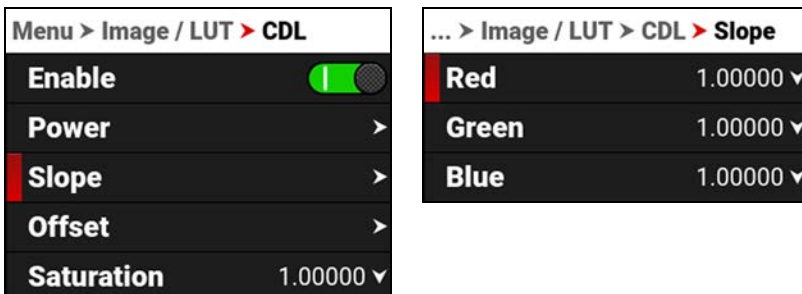 Menu > Image / LUT > CDL
Enable
Power >
Slope >
Offset >
Saturation 1.00000
... > Image / LUT > CDL > Slope
Red 1.00000
Green 1.00000
Blue 1.00000